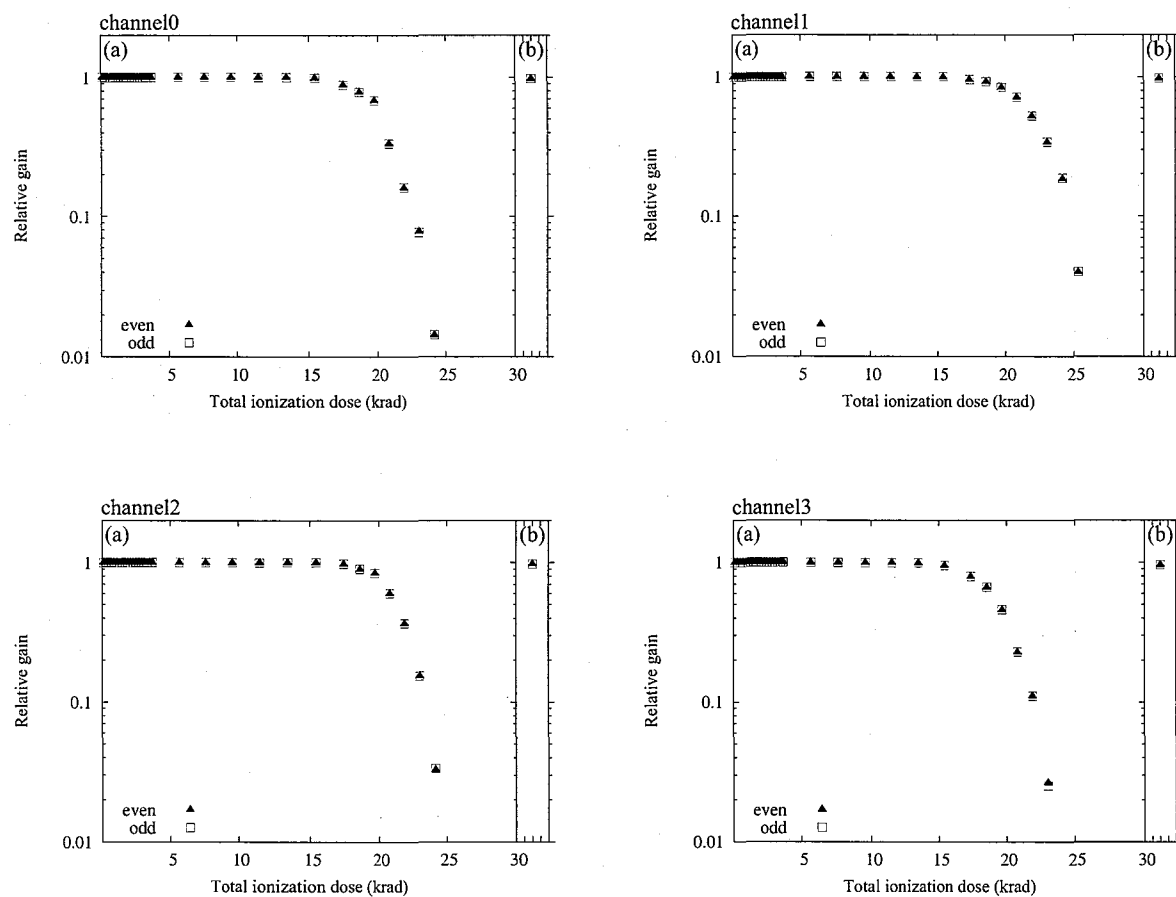 channel0
(a) (b)
1
0.1
0.01
Relative gain
even
odd
5 10 15 20 25 30
Total ionization dose (krad)
channel1
(a) (b)
1
0.1
0.01
Relative gain
even
odd
5 10 15 20 25 30
Total ionization dose (krad)
channel2
(a) (b)
1
0.1
0.01
Relative gain
even
odd
5 10 15 20 25 30
Total ionization dose (krad)
channel3
(a) (b)
1
0.1
0.01
Relative gain
even
odd
5 10 15 20 25 30
Total ionization dose (krad)